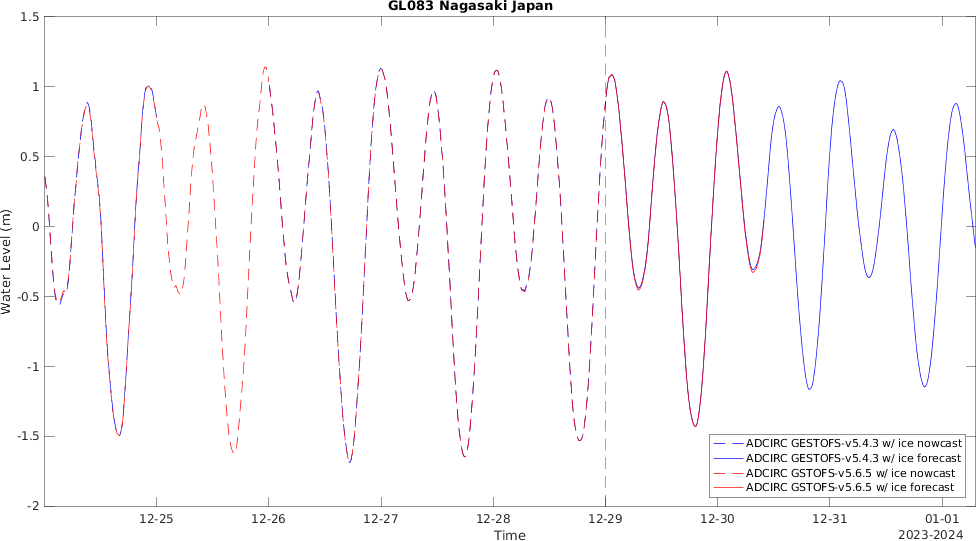 GL083 Nagasaki Japan
1.5
1
0.5
0
-0.5
-1
-1.5
-2
Water Level (m)
ADCIRC GESTOFS-v5.4.3 w/ ice nowcast
ADCIRC GESTOFS-v5.4.3 w/ ice forecast
ADCIRC GSTOFS-v5.6.5 w/ ice nowcast
ADCIRC GSTOFS-v5.6.5 w/ ice forecast
12-25 12-26 12-27 12-28 12-29 12-30 12-31 01-01
Time
2023-2024